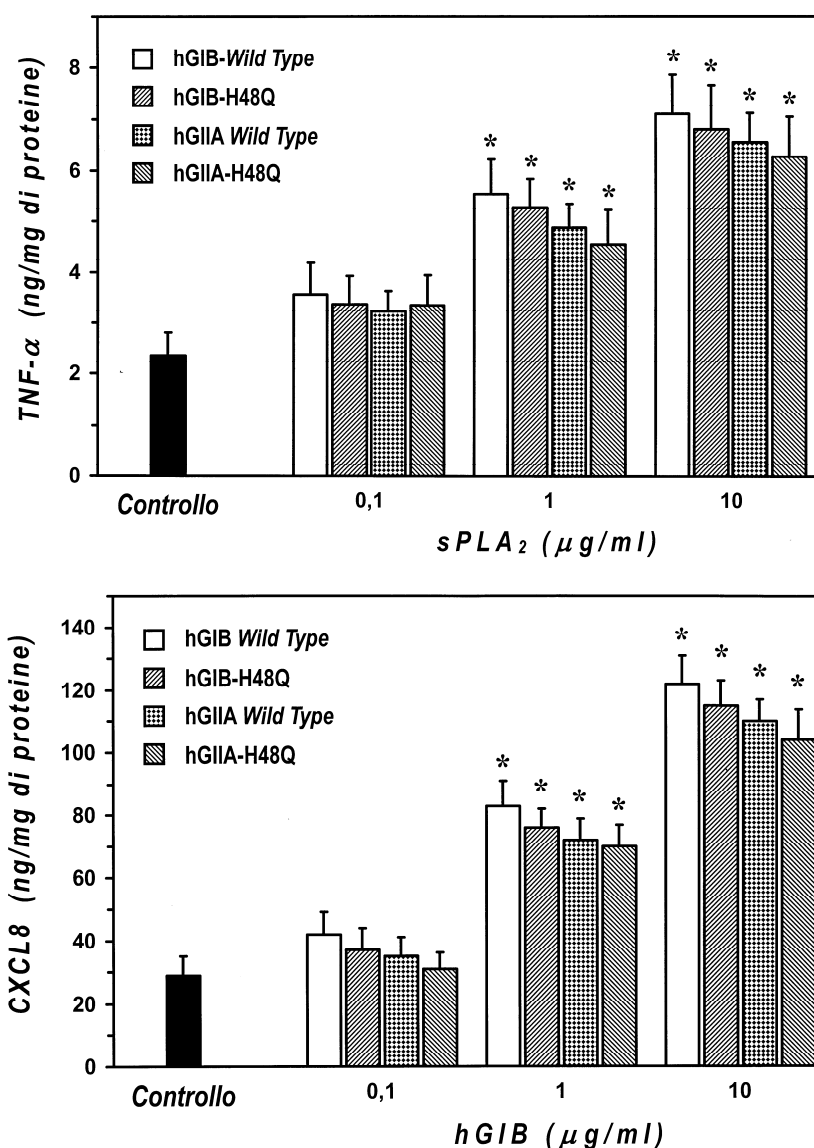 TNF-α (ng/mg di proteine)
8
6
4
2
0
hGIB-Wild Type
hGIB-H48Q
hGIIA Wild Type
hGIIA-H48Q
* * * *
* * * *
Controllo 0,1 1 10
sPLA₂ (μg/ml)
CXCL8 (ng/mg di proteine)
140
120
100
80
60
40
20
0
hGIB Wild Type
hGIB-H48Q
hGIIA Wild Type
hGIIA-H48Q
* * * *
* * * *
Controllo 0,1 1 10
hGIB (μg/ml)